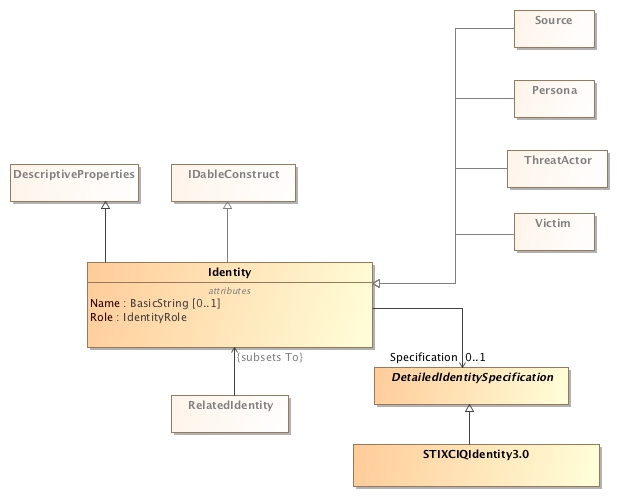 Source
Persona
ThreatActor
Victim
DescriptiveProperties
IDableConstruct
Identity
attributes
Name : BasicString [0..1]
Role : IdentityRole
{subsets To}
Specification 0..1
DetailedIdentitySpecification
RelatedIdentity
STIXCIQIdentity3.0